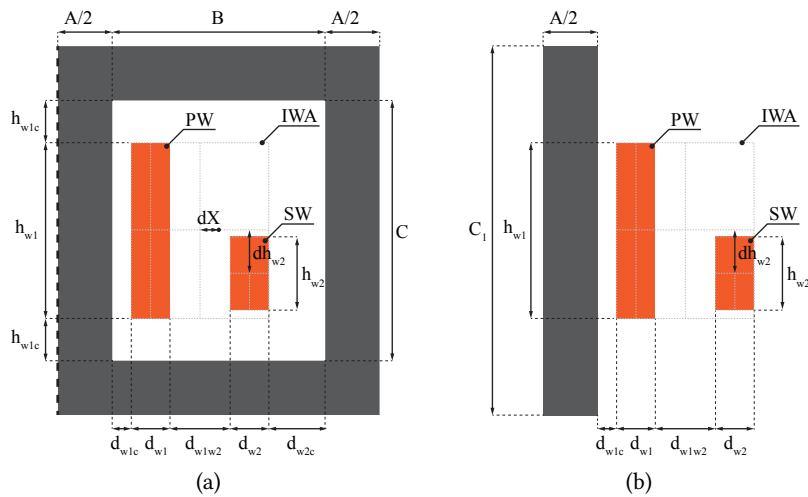 A/2
B
A/2
h_w1c
PW
IWA
h_w1
dX
SW
C
dh_w2
h_w2
h_w1c
d_w1c
d_w1
d_w1w2
d_w2
d_w2c
(a)
A/2
PW
IWA
C_1
h_w1
SW
dh_w2
h_w2
d_w1c
d_w1
d_w1w2
d_w2
(b)